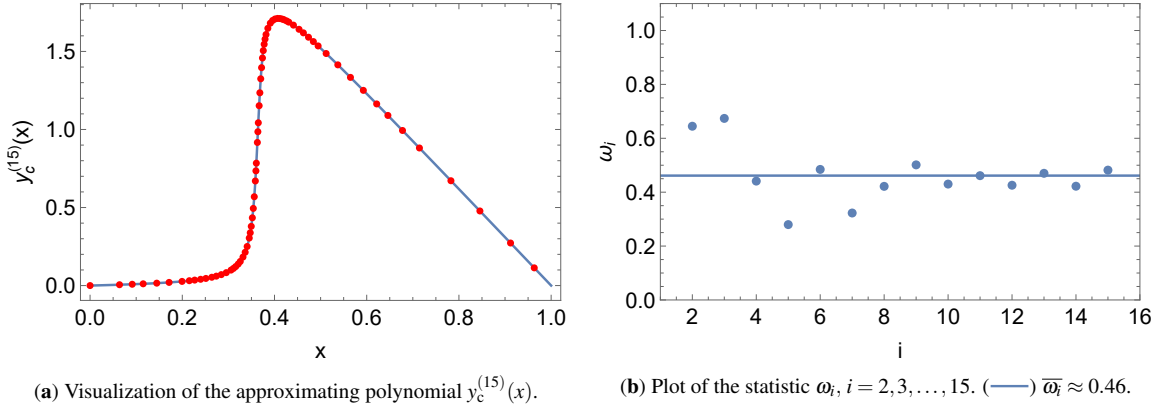 1.5
1.0
0.5
0.0
y_c^(15)(x)
0.0 0.2 0.4 0.6 0.8 1.0
x
(a) Visualization of the approximating polynomial y_c^(15)(x).
1.0
0.8
0.6
0.4
0.2
0.0
ω_i
2 4 6 8 10 12 14 16
i
(b) Plot of the statistic ω_i, i = 2,3,...,15. (—) \overline{ω_i} ≈ 0.46.